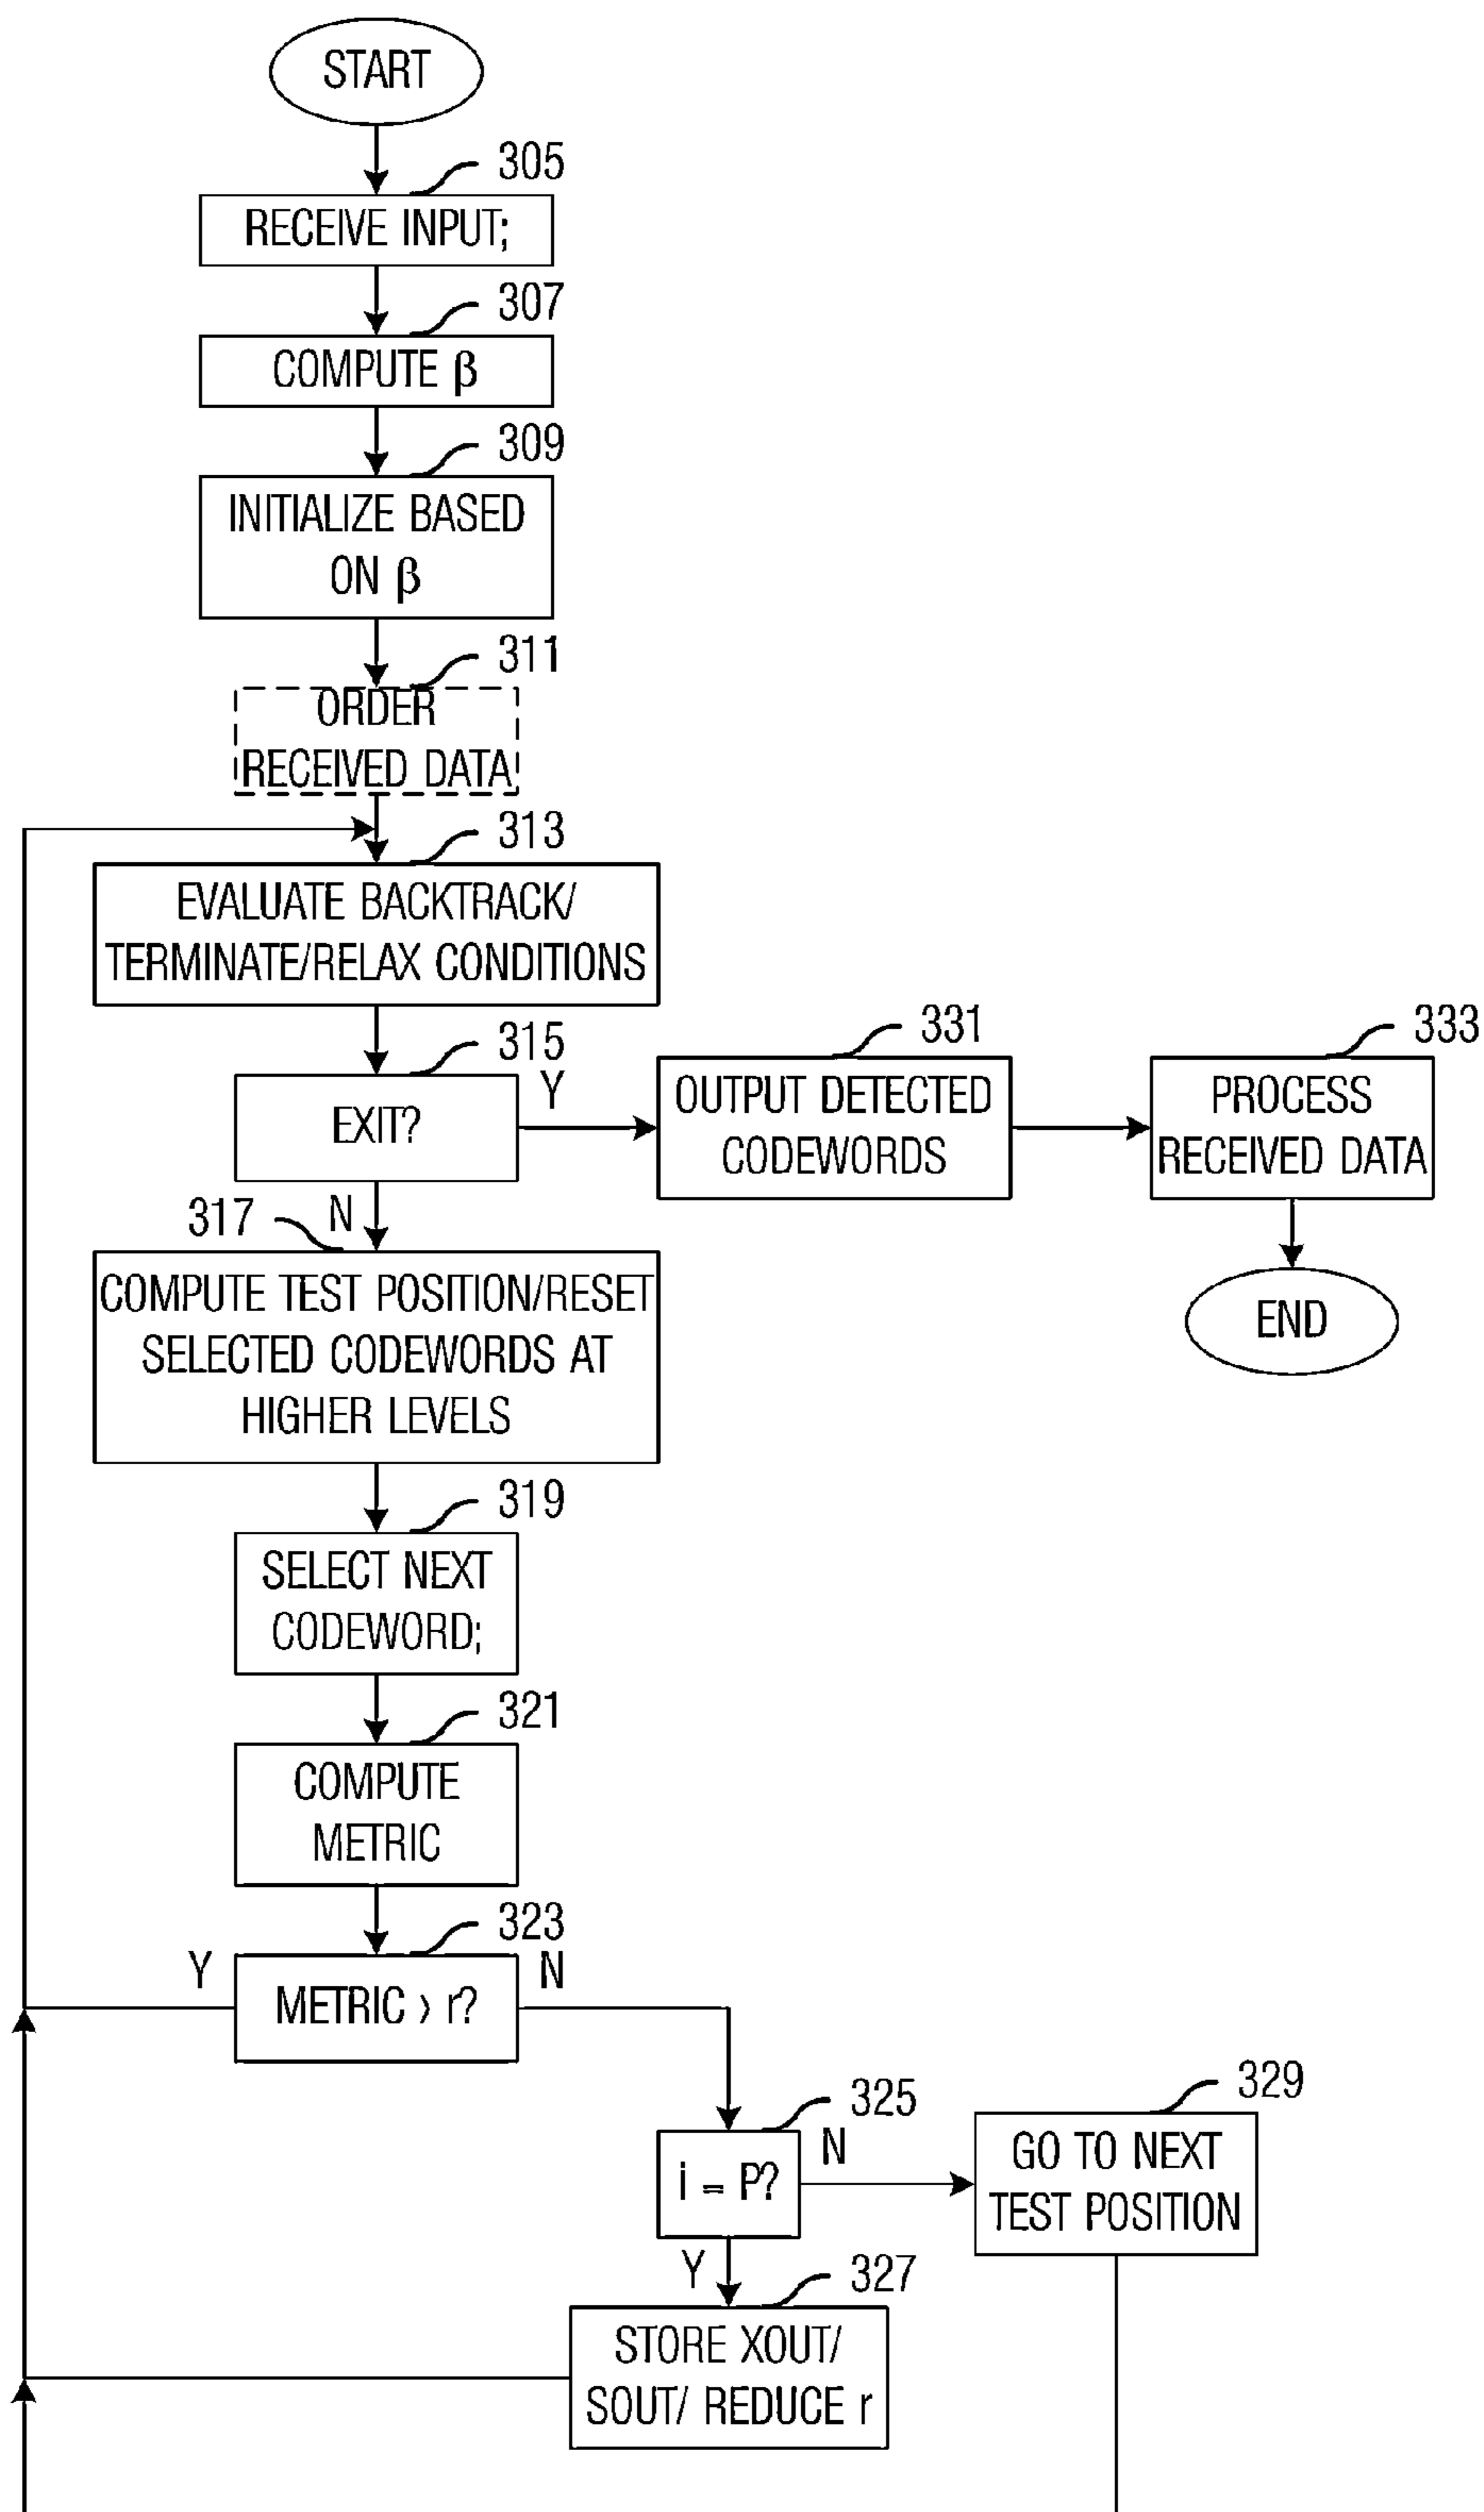 START
305
RECEIVE INPUT;
307
COMPUTE β
309
INITIALIZE BASED
ON β
311
ORDER
RECEIVED DATA
313
EVALUATE BACKTRACK/
TERMINATE/RELAX CONDITIONS
315
EXIT?
Y
N
331
OUTPUT DETECTED
CODEWORDS
333
PROCESS
RECEIVED DATA
END
317
COMPUTE TEST POSITION/RESET
SELECTED CODEWORDS AT
HIGHER LEVELS
319
SELECT NEXT
CODEWORD;
321
COMPUTE
METRIC
323
Y
METRIC > r?
N
325
i = P?
N
Y
329
GO TO NEXT
TEST POSITION
327
STORE XOUT/
SOUT/ REDUCE r